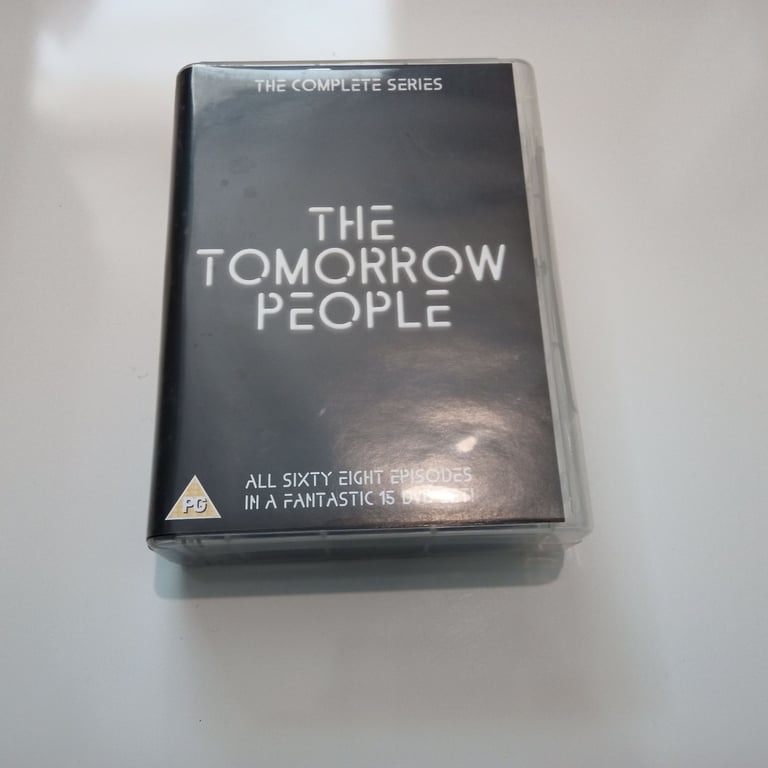 THE COMPLETE SERIES
THE
TOMORROW
PEOPLE
ALL SIXTY EIGHT EPISODES
IN A FANTASTIC 15
PG